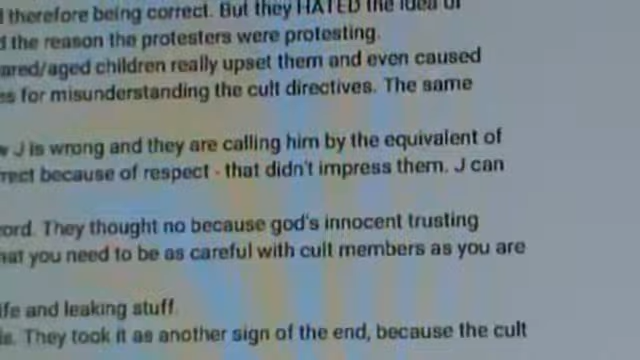 therefore being correct. But they HATED the idea of
the reason the protesters were protesting.
ared/aged children really upset them and even caused
es for misunderstanding the cult directives. The same
w J is wrong and they are calling him by the equivalent of
rrect because of respect - that didn't impress them. J can
ord. They thought no because god's innocent trusting
hat you need to be as careful with cult members as you are
ife and leaking stuff.
They took it as another sign of the end, because the cult